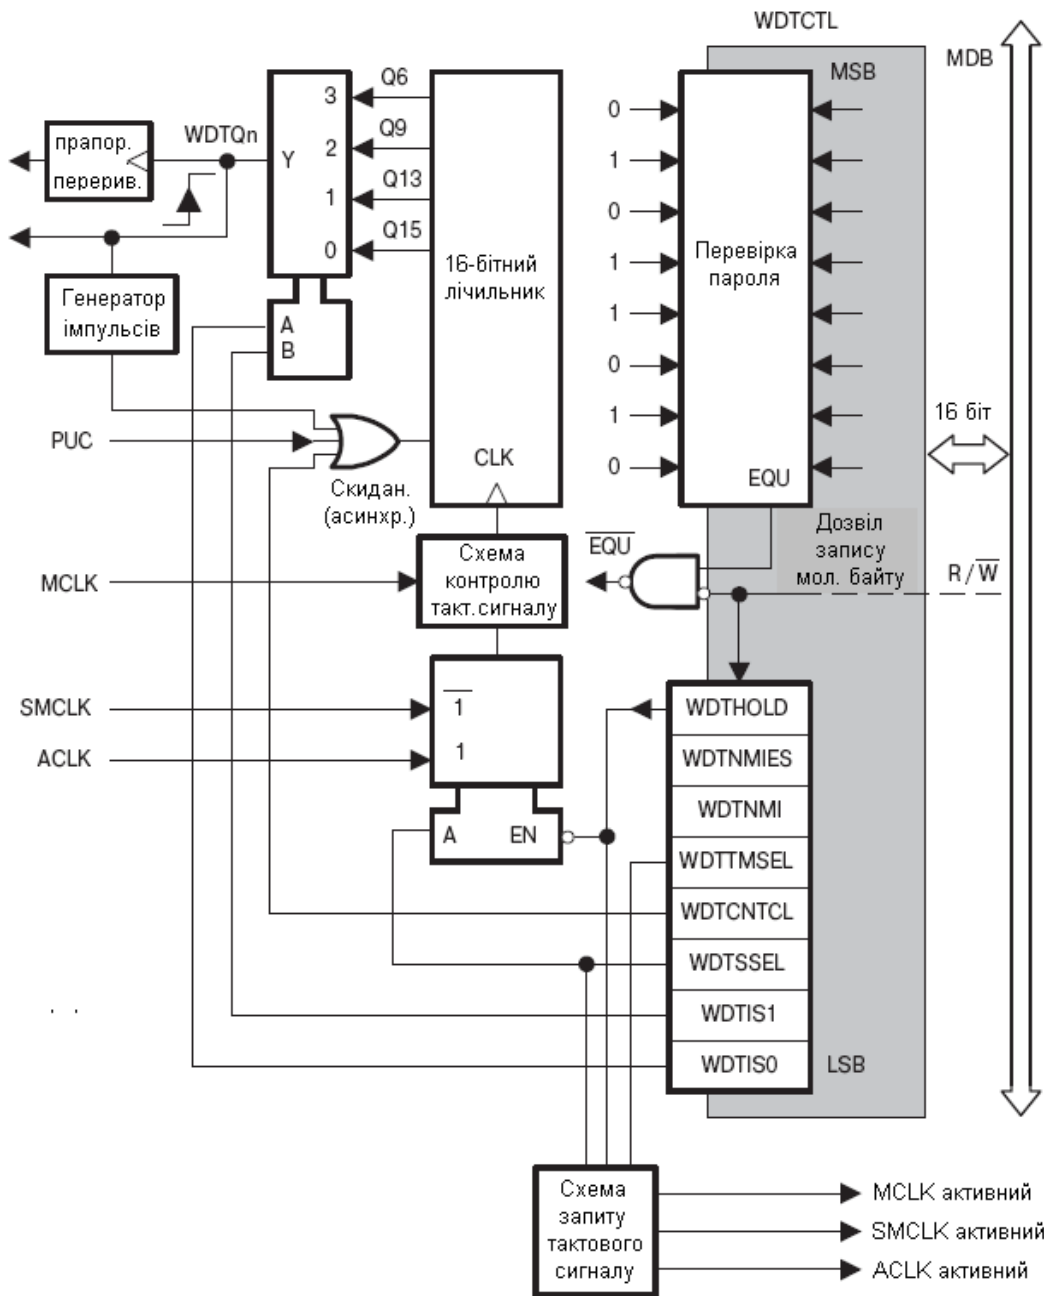 WDTCTL
MDB
MSB
Q6
Q9
Q13
Q15
3
2
1
0
Y
WDTQn
прапор.
перерив.
Генератор
імпульсів
A
B
16-бітний
лічильник
CLK
0
1
0
1
1
0
1
0
Перевірка
пароля
EQU
16 біт
PUC
Скидан.
(асинхр.)
Дозвіл
запису
мол. байту
R/W
EQU
MCLK
Схема
контролю
такт.сигналу
SMCLK
ACLK
1
1
A
EN
WDTHOLD
WDTNMIES
WDTNMI
WDTTMSEL
WDTCNTCL
WDTSSEL
WDTIS1
WDTIS0
LSB
Схема
запиту
тактового
сигналу
MCLK активний
SMCLK активний
ACLK активний